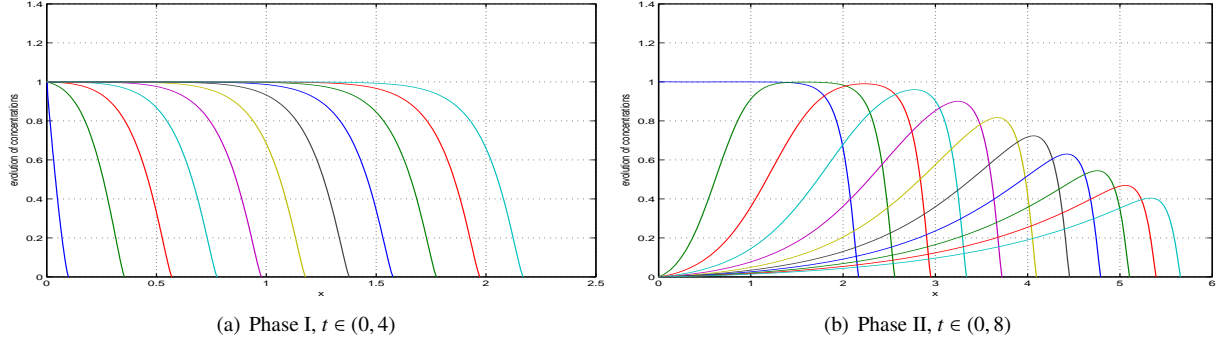 1.4
1.2
1
0.8
0.6
0.4
0.2
0
evolution of concentrations
0 0.5 1 1.5 2 2.5
x
(a) Phase I, t ∈ (0, 4)
1.4
1.2
1
0.8
0.6
0.4
0.2
0
evolution of concentrations
0 1 2 3 4 5 6
x
(b) Phase II, t ∈ (0, 8)